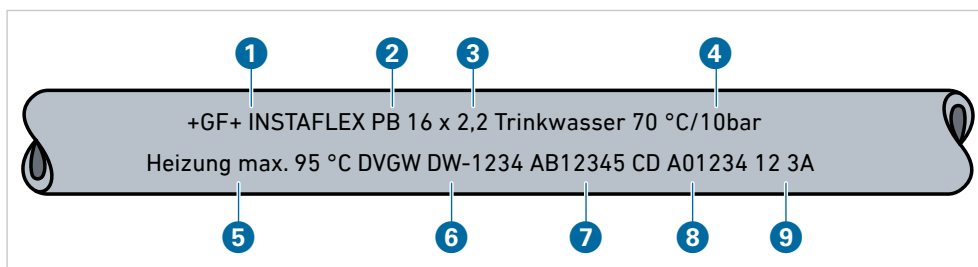 1 2 3 4
+GF+ INSTAFLEX PB 16 x 2,2 Trinkwasser 70 °C/10bar
Heizung max. 95 °C DVGW DW-1234 AB12345 CD A01234 12 3A
5 6 7 8 9